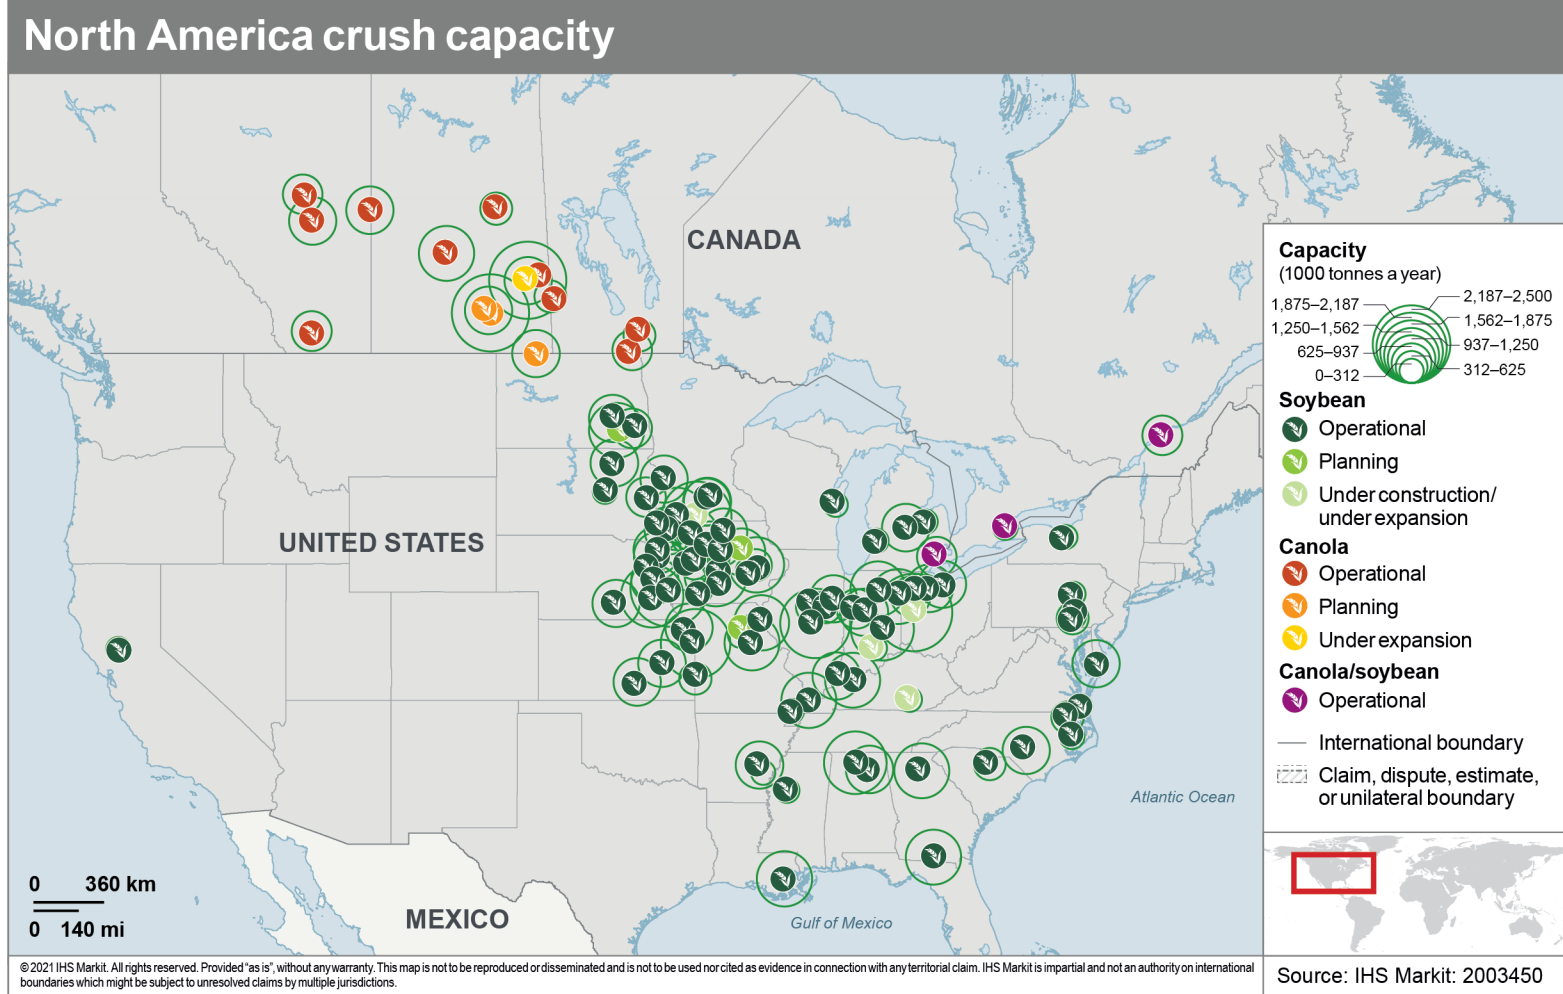 North America crush capacity
CANADA
UNITED STATES
MEXICO
Atlantic Ocean
Gulf of Mexico
0 360 km
0 140 mi
Capacity
(1000 tonnes a year)
1,875–2,187
2,187–2,500
1,250–1,562
1,562–1,875
625–937
937–1,250
0–312
312–625
Soybean
Operational
Planning
Under construction/
under expansion
Canola
Operational
Planning
Under expansion
Canola/soybean
Operational
International boundary
Claim, dispute, estimate,
or unilateral boundary
© 2021 IHS Markit. All rights reserved. Provided “as is”, without any warranty. This map is not to be reproduced or disseminated and is not to be used nor cited as evidence in connection with any territorial claim. IHS Markit is impartial and not an authority on international
boundaries which might be subject to unresolved claims by multiple jurisdictions.
Source: IHS Markit: 2003450